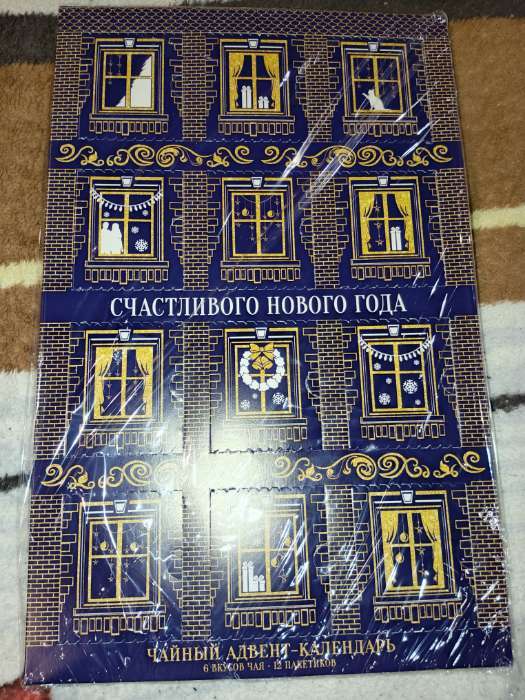 СЧАСТЛИВОГО НОВОГО ГОДА
ЧАЙНЫЙ АДВЕНТ-КАЛЕНДАРЬ
6 ВКУСОВ ЧАЯ · 12 ПАКЕТИКОВ